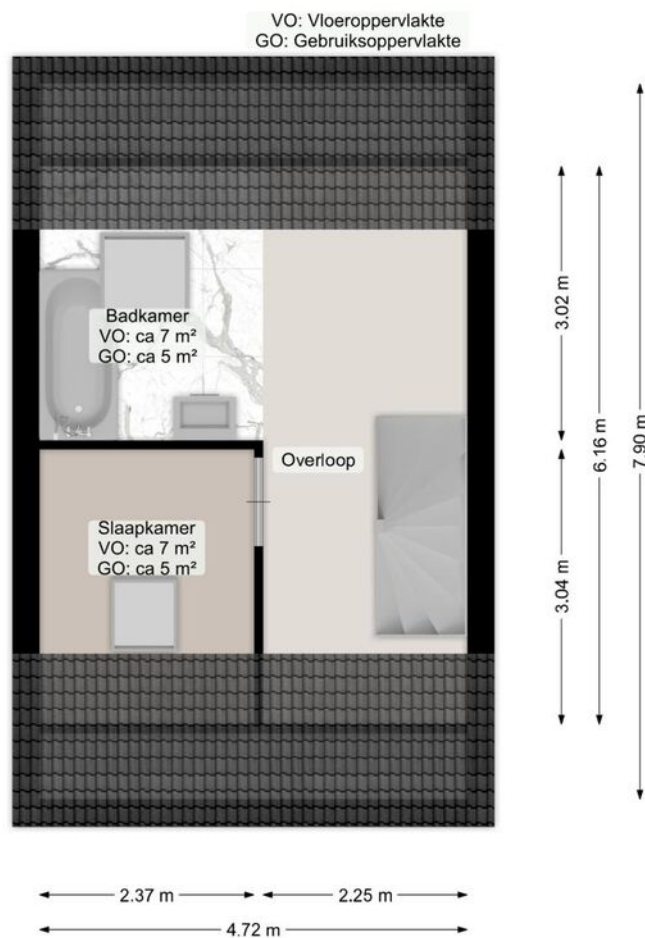 VO: Vloeroppervlakte
GO: Gebruiksoppervlakte
Badkamer
VO: ca 7 m²
GO: ca 5 m²
Overloop
Slaapkamer
VO: ca 7 m²
GO: ca 5 m²
3.02 m
6.16 m
7.90 m
3.04 m
2.37 m
2.25 m
4.72 m